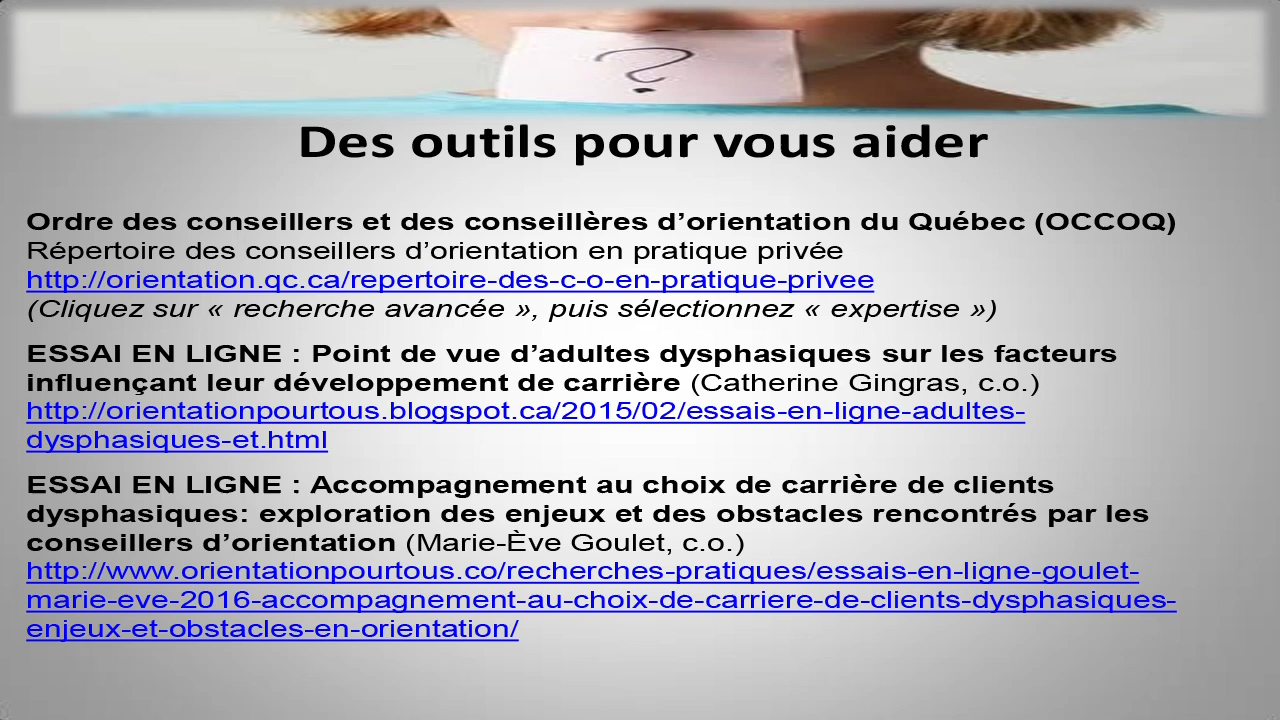 ?
Des outils pour vous aider
Ordre des conseillers et des conseillères d’orientation du Québec (OCCOQ)
Répertoire des conseillers d’orientation en pratique privée
http://orientation.qc.ca/repertoire-des-c-o-en-pratique-privee
(Cliquez sur « recherche avancée », puis sélectionnez « expertise »)
ESSAI EN LIGNE : Point de vue d’adultes dysphasiques sur les facteurs
influençant leur développement de carrière (Catherine Gingras, c.o.)
http://orientationpourtous.blogspot.ca/2015/02/essais-en-ligne-adultes-
dysphasiques-et.html
ESSAI EN LIGNE : Accompagnement au choix de carrière de clients
dysphasiques: exploration des enjeux et des obstacles rencontrés par les
conseillers d’orientation (Marie-Ève Goulet, c.o.)
http://www.orientationpourtous.co/recherches-pratiques/essais-en-ligne-goulet-
marie-eve-2016-accompagnement-au-choix-de-carriere-de-clients-dysphasiques-
enjeux-et-obstacles-en-orientation/